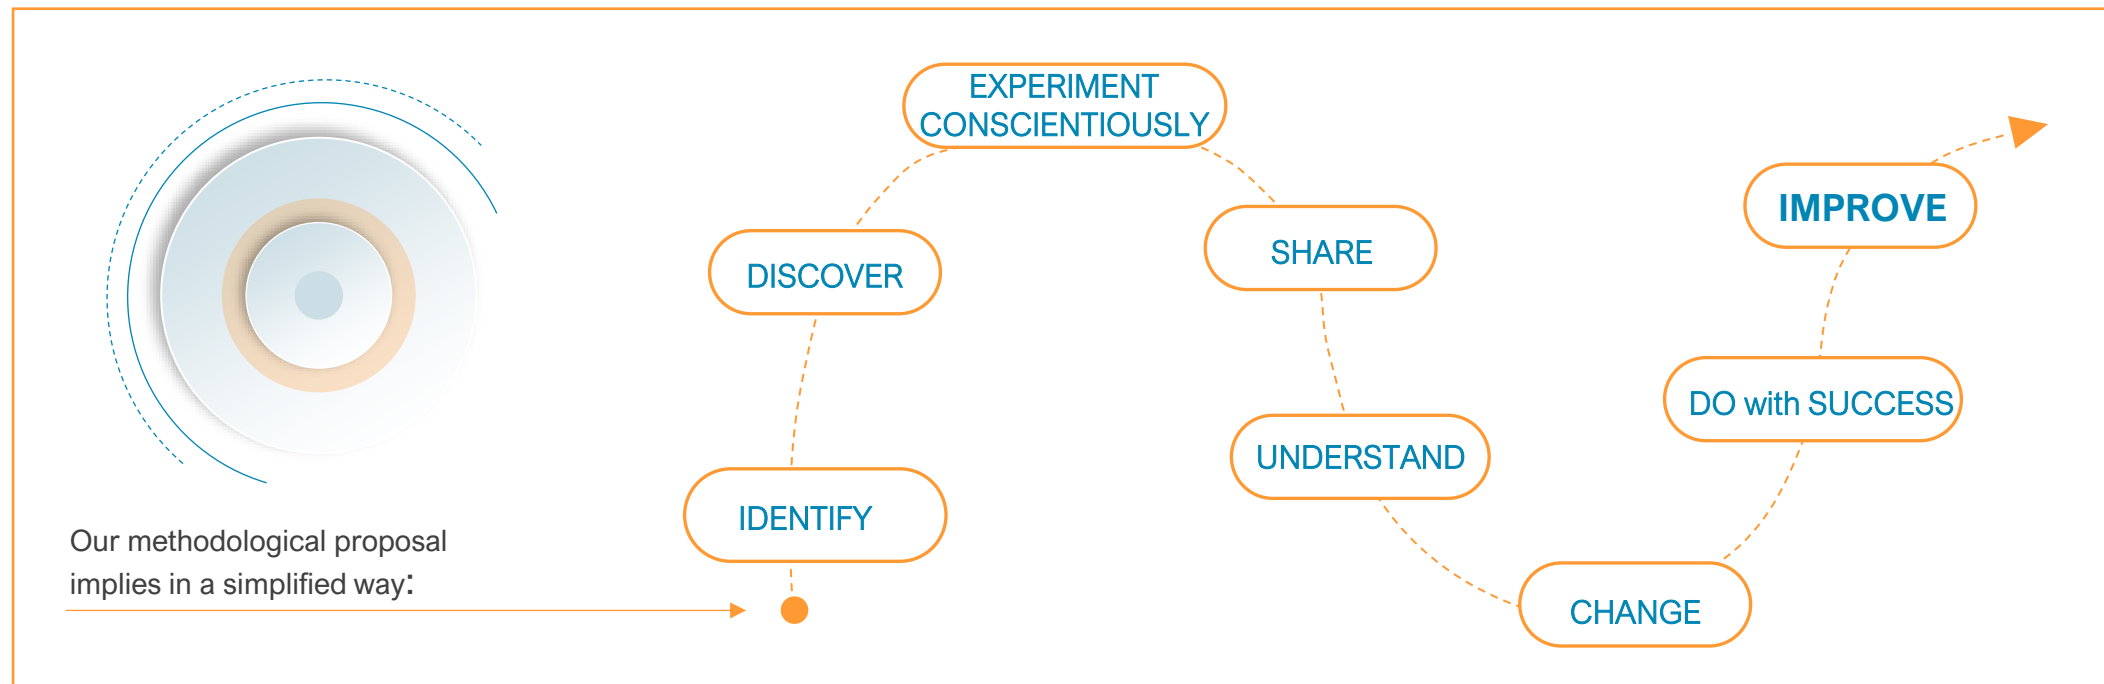 Our methodological proposal
implies in a simplified way:
IDENTIFY
DISCOVER
EXPERIMENT
CONSCIENTIOUSLY
SHARE
UNDERSTAND
CHANGE
DO with SUCCESS
IMPROVE